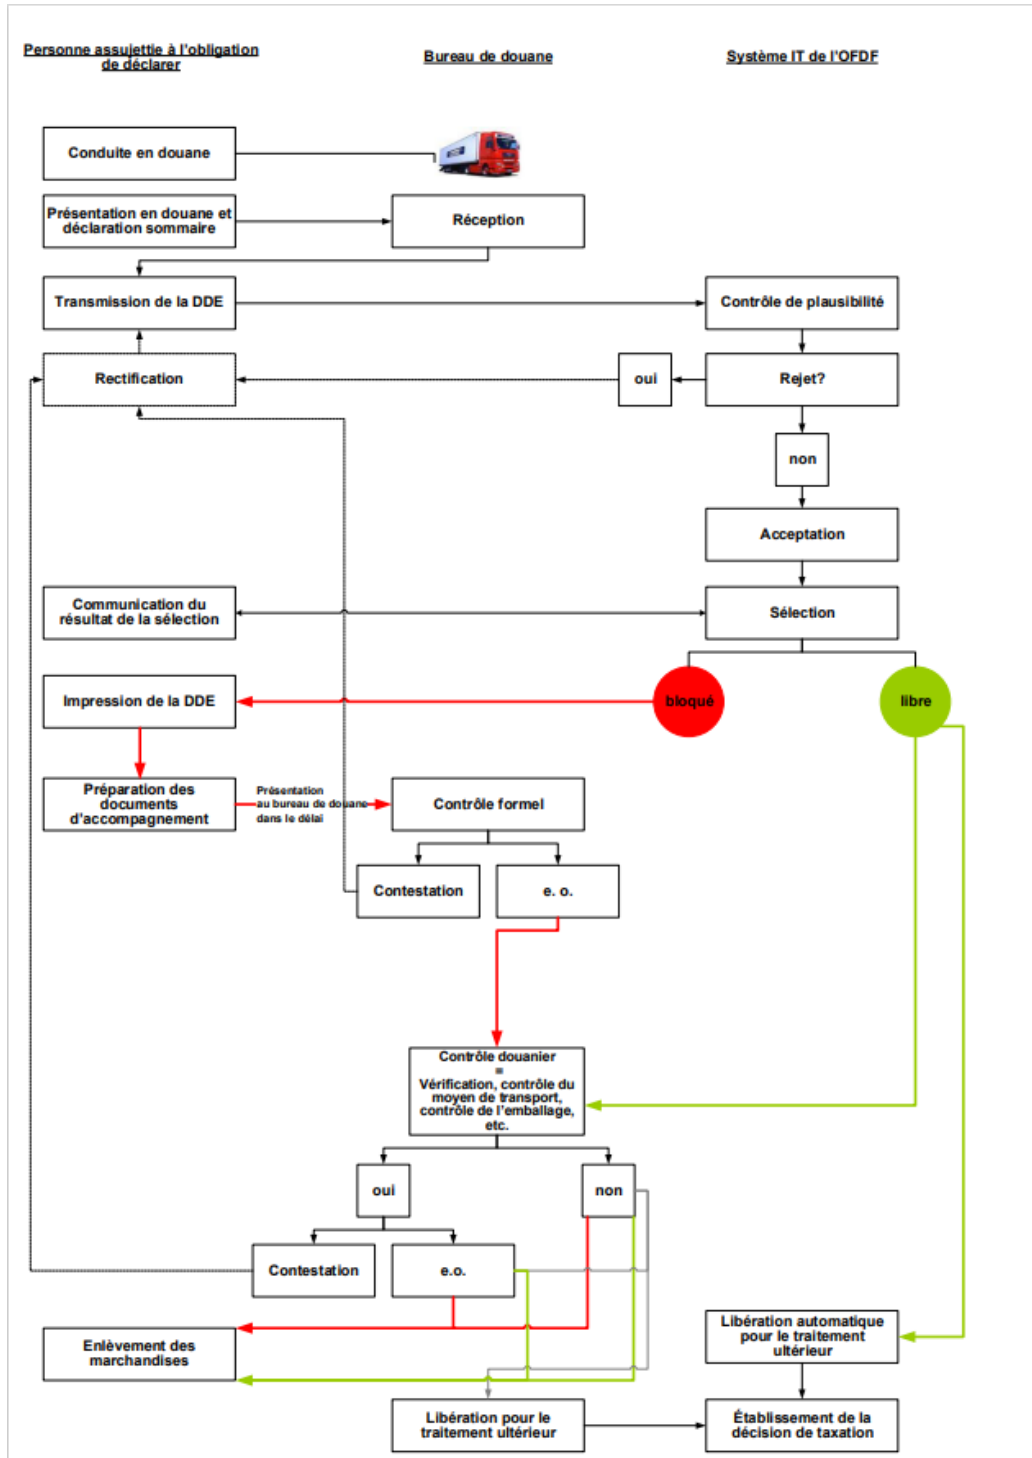 Personne assujettie à l'obligation
de déclarer
Bureau de douane
Système IT de l'OFDF
Conduite en douane
Présentation en douane et
déclaration sommaire
Réception
Transmission de la DDE
Contrôle de plausibilité
Rectification
oui
Rejet?
non
Acceptation
Communication du
résultat de la sélection
Sélection
Impression de la DDE
bloqué
libre
Préparation des
documents
d'accompagnement
Présentation
au bureau de douane
dans le délai
Contrôle formel
Contestation
e. o.
Contrôle douanier
=
Vérification, contrôle du
moyen de transport,
contrôle de l'emballage,
etc.
oui
non
Contestation
e.o.
Enlèvement des
marchandises
Libération automatique
pour le traitement
ultérieur
Libération pour le
traitement ultérieur
Établissement de la
décision de taxation